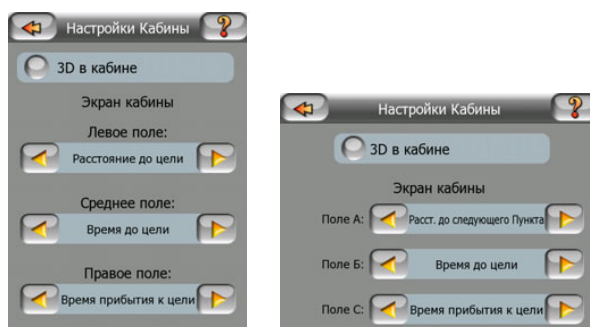 Настройки Кабины
3D в кабине
Экран кабины
Левое поле:
Расстояние до цели
Среднее поле:
Время до цели
Правое поле:
Время прибытия к цели
Настройки Кабины
3D в кабине
Экран кабины
Поле А: Расст. до следующего Пункта
Поле Б: Время до цели
Поле С: Время прибытия к цели